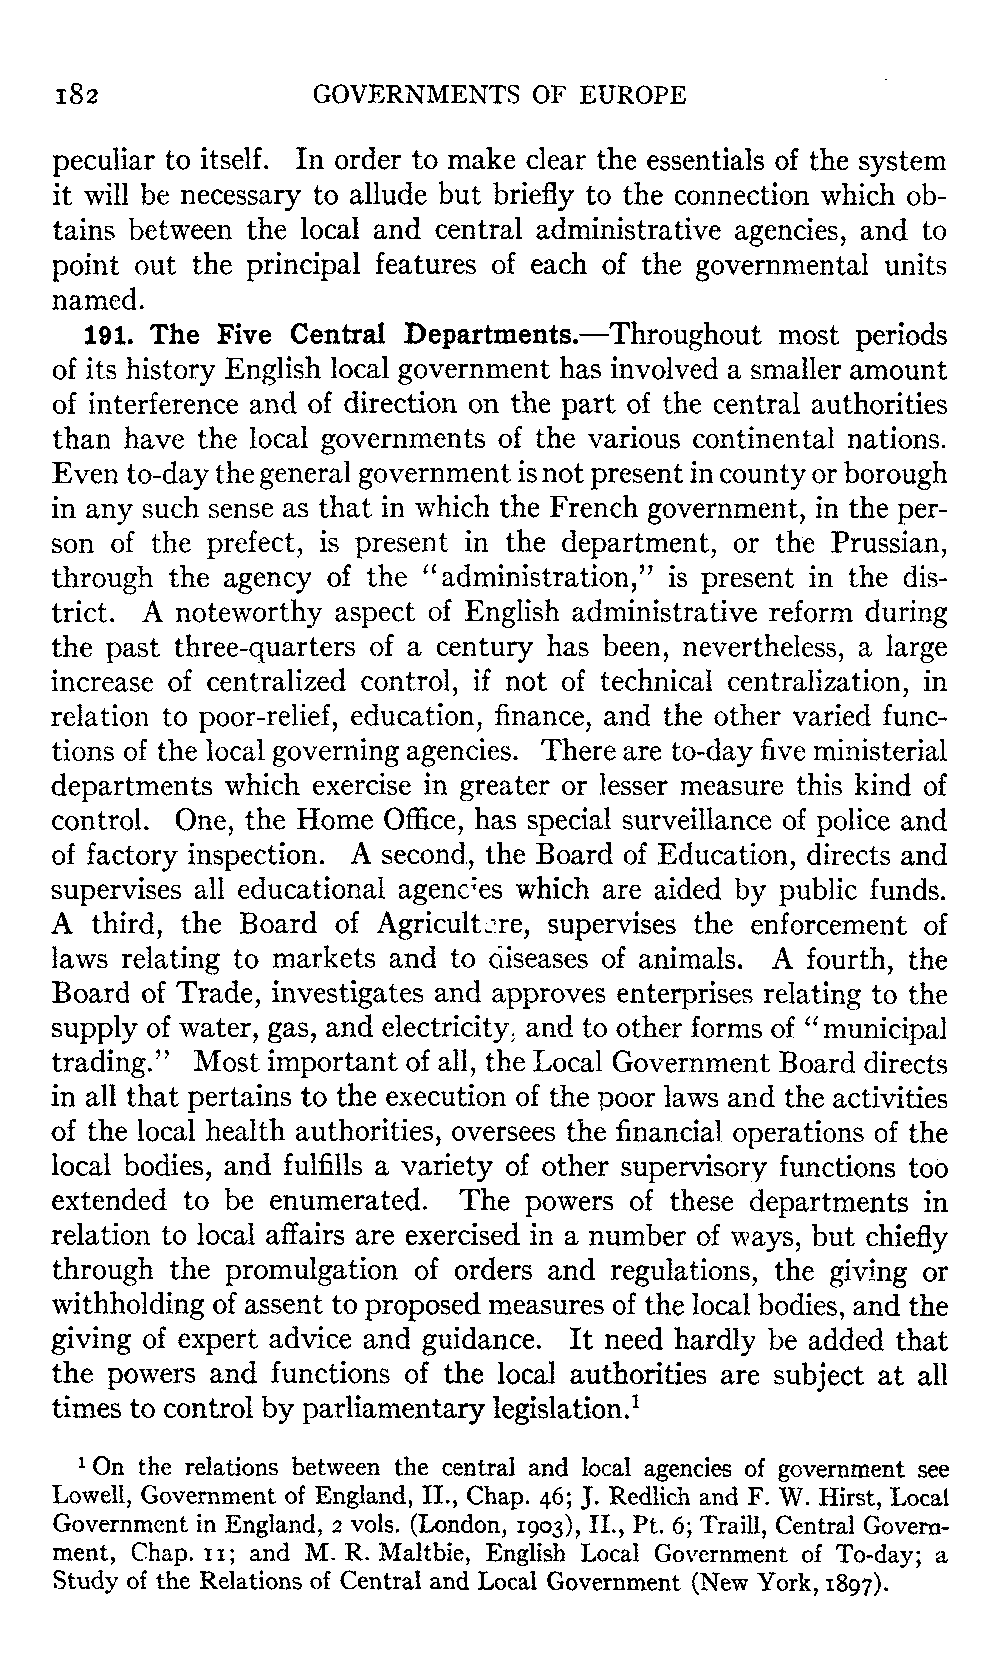 182 GOVERNMENTS OF EUROPE
peculiar to itself. In order to make clear the essentials of the system
it will be necessary to allude but briefly to the connection which ob-
tains between the local and central administrative agencies, and to
point out the principal features of each of the governmental units
named.
191. The Five Central Departments.—Throughout most periods
of its history English local government has involved a smaller amount
of interference and of direction on the part of the central authorities
than have the local governments of the various continental nations.
Even to-day the general government is not present in county or borough
in any such sense as that in which the French government, in the per-
son of the prefect, is present in the department, or the Prussian,
through the agency of the "administration," is present in the dis-
trict. A noteworthy aspect of English administrative reform during
the past three-quarters of a century has been, nevertheless, a large
increase of centralized control, if not of technical centralization, in
relation to poor-relief, education, finance, and the other varied func-
tions of the local governing agencies. There are to-day five ministerial
departments which exercise in greater or lesser measure this kind of
control. One, the Home Office, has special surveillance of police and
of factory inspection. A second, the Board of Education, directs and
supervises all educational agencies which are aided by public funds.
A third, the Board of Agriculture, supervises the enforcement of
laws relating to markets and to diseases of animals. A fourth, the
Board of Trade, investigates and approves enterprises relating to the
supply of water, gas, and electricity, and to other forms of "municipal
trading." Most important of all, the Local Government Board directs
in all that pertains to the execution of the poor laws and the activities
of the local health authorities, oversees the financial operations of the
local bodies, and fulfills a variety of other supervisory functions too
extended to be enumerated. The powers of these departments in
relation to local affairs are exercised in a number of ways, but chiefly
through the promulgation of orders and regulations, the giving or
withholding of assent to proposed measures of the local bodies, and the
giving of expert advice and guidance. It need hardly be added that
the powers and functions of the local authorities are subject at all
times to control by parliamentary legislation.¹
¹ On the relations between the central and local agencies of government see
Lowell, Government of England, II., Chap. 46; J. Redlich and F. W. Hirst, Local
Government in England, 2 vols. (London, 1903), II., Pt. 6; Traill, Central Govern-
ment, Chap. 11; and M. R. Maltbie, English Local Government of To-day; a
Study of the Relations of Central and Local Government (New York, 1897).